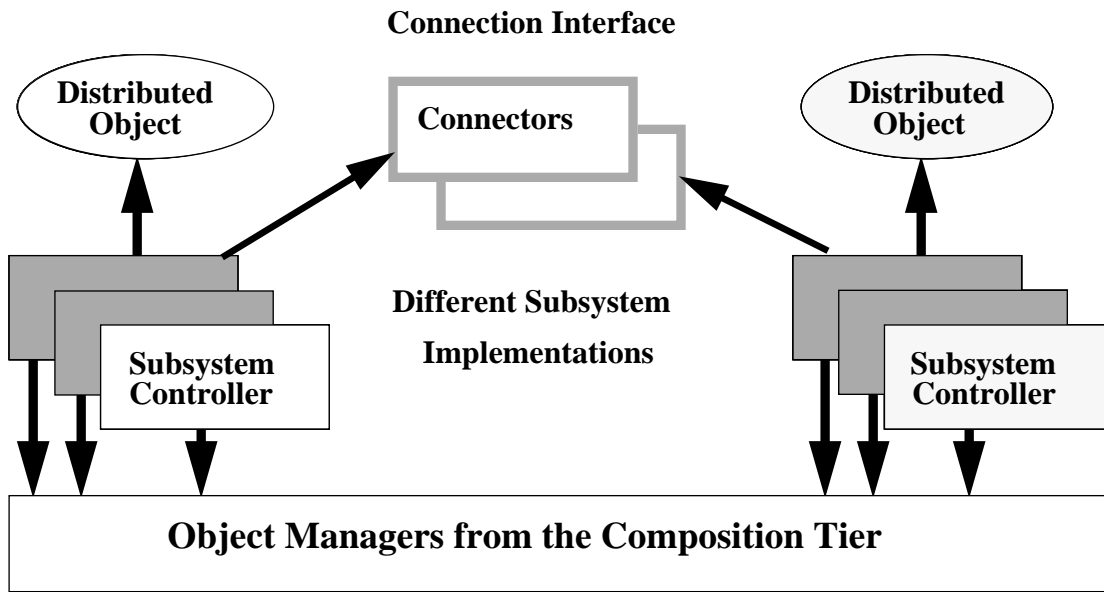 Connection Interface
Distributed
Object
Connectors
Distributed
Object
Different Subsystem
Implementations
Subsystem
Controller
Subsystem
Controller
Object Managers from the Composition Tier